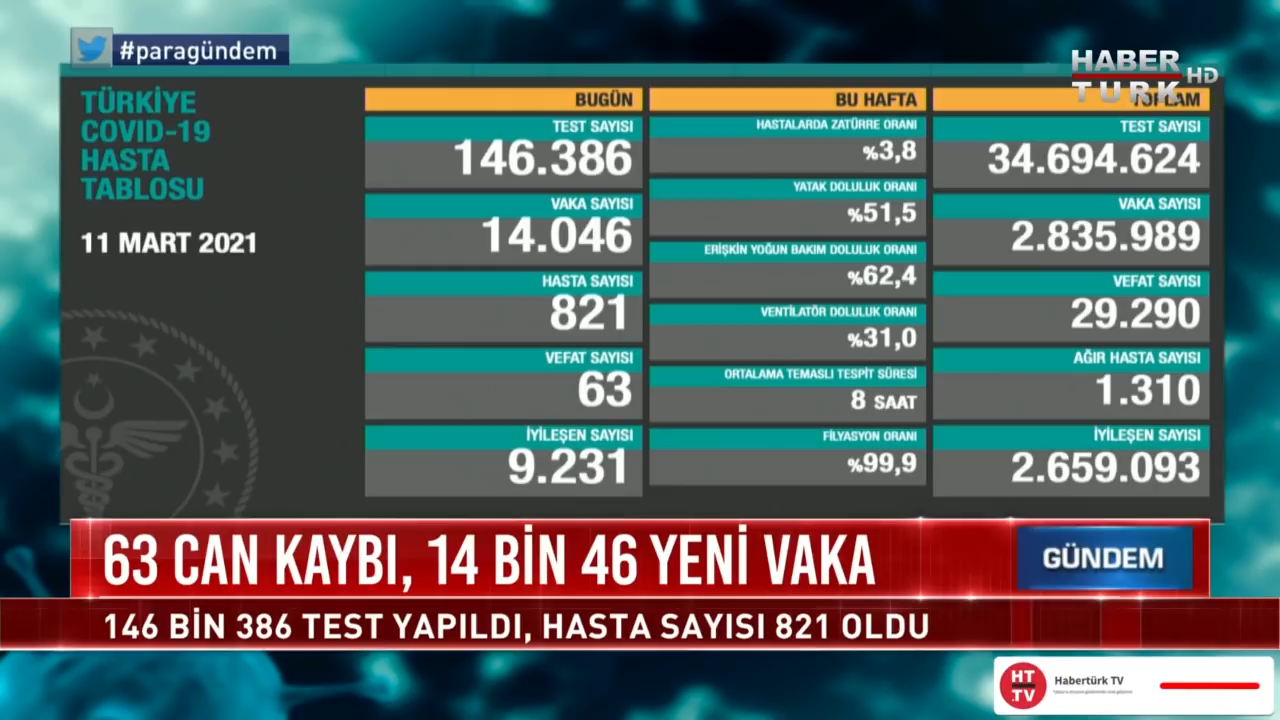 #paragündem
HABER
TURK HD
TÜRKİYE
COVID-19
HASTA
TABLOSU
11 MART 2021
BUGÜN
TEST SAYISI
146.386
VAKA SAYISI
14.046
HASTA SAYISI
821
VEFAT SAYISI
63
İYİLEŞEN SAYISI
9.231
BU HAFTA
HASTALARDA ZATÜRRE ORANI
%3,8
YATAK DOLULUK ORANI
%51,5
ERİŞKİN YOĞUN BAKIM DOLULUK ORANI
%62,4
VENTİLATÖR DOLULUK ORANI
%31,0
ORTALAMA TEMASLI TESPİT SÜRESİ
8 SAAT
FİLYASYON ORANI
%99,9
TOPLAM
TEST SAYISI
34.694.624
VAKA SAYISI
2.835.989
VEFAT SAYISI
29.290
AĞIR HASTA SAYISI
1.310
İYİLEŞEN SAYISI
2.659.093
63 CAN KAYBI, 14 BİN 46 YENİ VAKA
GÜNDEM
146 BİN 386 TEST YAPILDI, HASTA SAYISI 821 OLDU
HT
TV
Habertürk TV